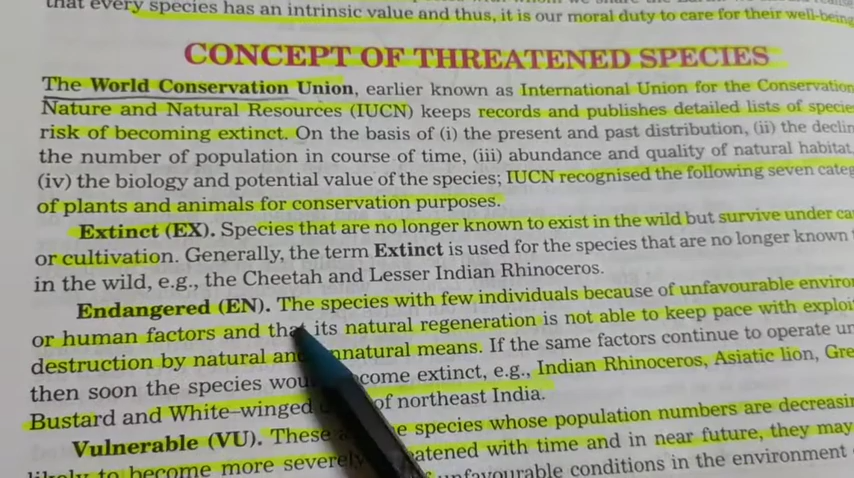 that every species has an intrinsic value and thus, it is our moral duty to care for their well-being
CONCEPT OF THREATENED SPECIES
The World Conservation Union, earlier known as International Union for the Conservation
Nature and Natural Resources (IUCN) keeps records and publishes detailed lists of specie
risk of becoming extinct. On the basis of (i) the present and past distribution, (ii) the declin
the number of population in course of time, (iii) abundance and quality of natural habitat
(iv) the biology and potential value of the species; IUCN recognised the following seven categ
of plants and animals for conservation purposes.
Extinct (EX). Species that are no longer known to exist in the wild but survive under ca
or cultivation. Generally, the term Extinct is used for the species that are no longer known
in the wild, e.g., the Cheetah and Lesser Indian Rhinoceros.
Endangered (EN). The species with few individuals because of unfavourable enviro
or human factors and that its natural regeneration is not able to keep pace with exploi
destruction by natural and nnatural means. If the same factors continue to operate un
then soon the species wou come extinct, e.g., Indian Rhinoceros, Asiatic lion, Gre
Bustard and White-winged of northeast India.
Vulnerable (VU). These e species whose population numbers are decreasin
likely to become more severely atened with time and in near future, they may
unfavourable conditions in the environment